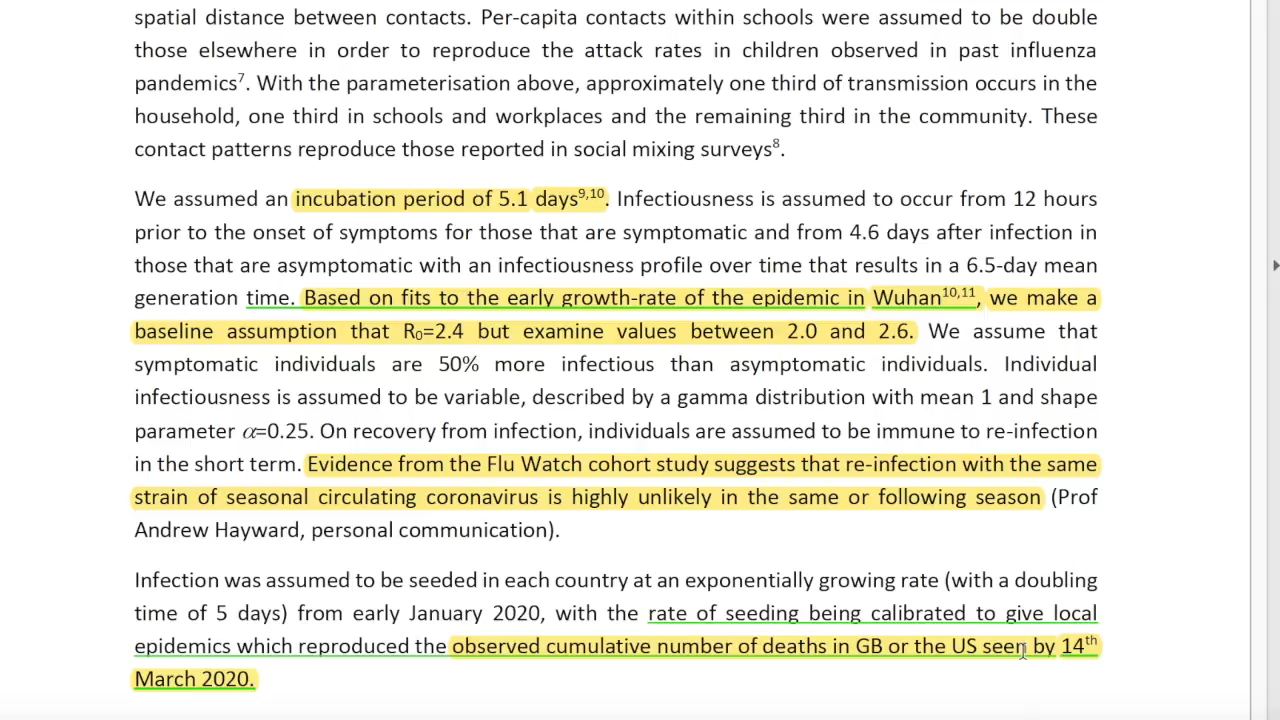 spatial distance between contacts. Per-capita contacts within schools were assumed to be double
those elsewhere in order to reproduce the attack rates in children observed in past influenza
pandemics⁷. With the parameterisation above, approximately one third of transmission occurs in the
household, one third in schools and workplaces and the remaining third in the community. These
contact patterns reproduce those reported in social mixing surveys⁸.
We assumed an incubation period of 5.1 days⁹,¹⁰. Infectiousness is assumed to occur from 12 hours
prior to the onset of symptoms for those that are symptomatic and from 4.6 days after infection in
those that are asymptomatic with an infectiousness profile over time that results in a 6.5-day mean
generation time. Based on fits to the early growth-rate of the epidemic in Wuhan¹⁰,¹¹, we make a
baseline assumption that R₀=2.4 but examine values between 2.0 and 2.6. We assume that
symptomatic individuals are 50% more infectious than asymptomatic individuals. Individual
infectiousness is assumed to be variable, described by a gamma distribution with mean 1 and shape
parameter α=0.25. On recovery from infection, individuals are assumed to be immune to re-infection
in the short term. Evidence from the Flu Watch cohort study suggests that re-infection with the same
strain of seasonal circulating coronavirus is highly unlikely in the same or following season (Prof
Andrew Hayward, personal communication).
Infection was assumed to be seeded in each country at an exponentially growing rate (with a doubling
time of 5 days) from early January 2020, with the rate of seeding being calibrated to give local
epidemics which reproduced the observed cumulative number of deaths in GB or the US seen by 14ᵗʰ
March 2020.